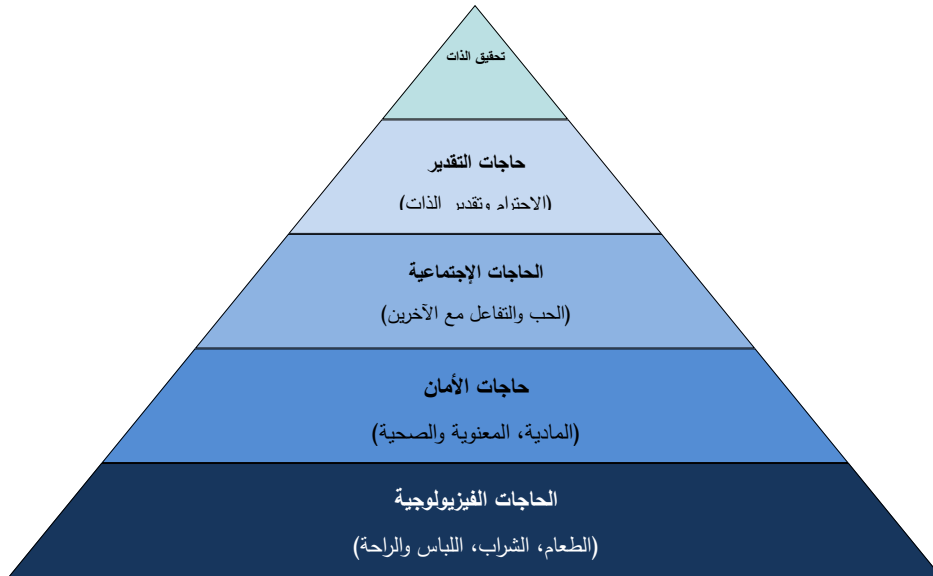 تحقيق الذات
حاجات التقدير
(الاحترام وتقدير الذات)
الحاجات الإجتماعية
(الحب والتفاعل مع الآخرين)
حاجات الأمان
(المادية، المعنوية والصحية)
الحاجات الفيزيولوجية
(الطعام، الشراب، اللباس والراحة)